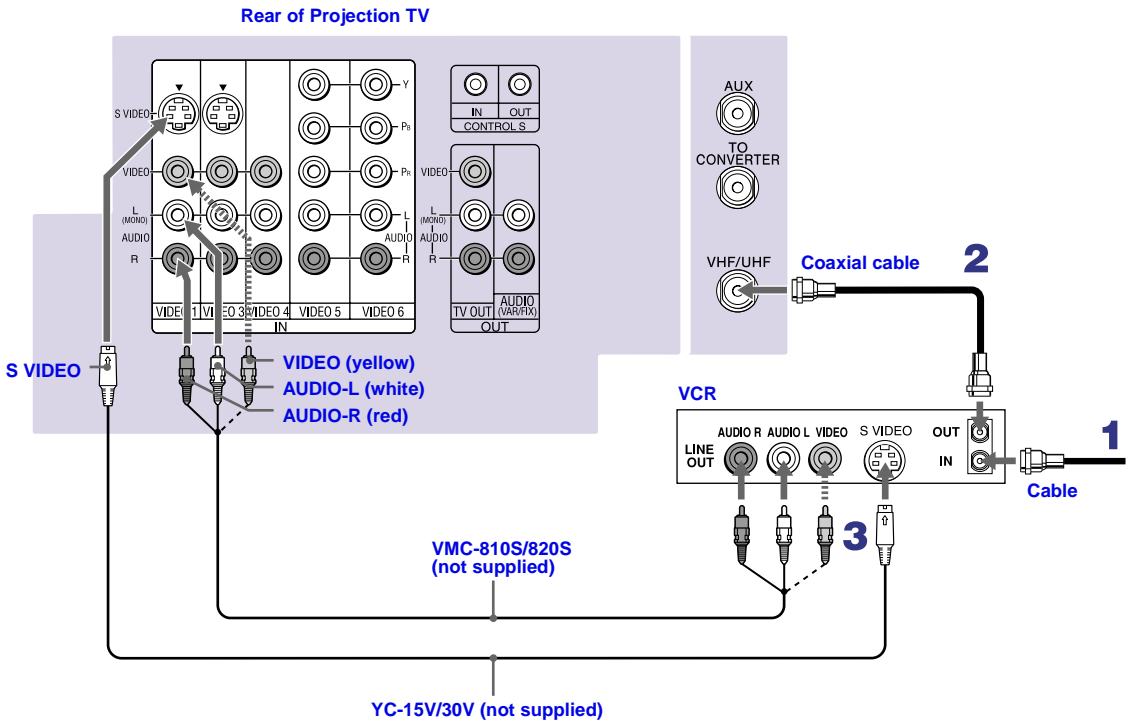 Rear of Projection TV
S VIDEO
VIDEO
L
(MONO)
AUDIO
R
Y
PB
PR
L
AUDIO
R
VIDEO 1
VIDEO 3
VIDEO 4
VIDEO 5
VIDEO 6
IN
IN
OUT
CONTROL S
VIDEO
L
(MONO)
AUDIO
R
TV OUT
AUDIO
(VAR/FIX)
OUT
AUX
TO
CONVERTER
VHF/UHF
Coaxial cable
2
S VIDEO
VIDEO (yellow)
AUDIO-L (white)
AUDIO-R (red)
VCR
LINE
OUT
AUDIO R
AUDIO L
VIDEO
S VIDEO
OUT
IN
1
Cable
3
VMC-810S/820S
(not supplied)
YC-15V/30V (not supplied)